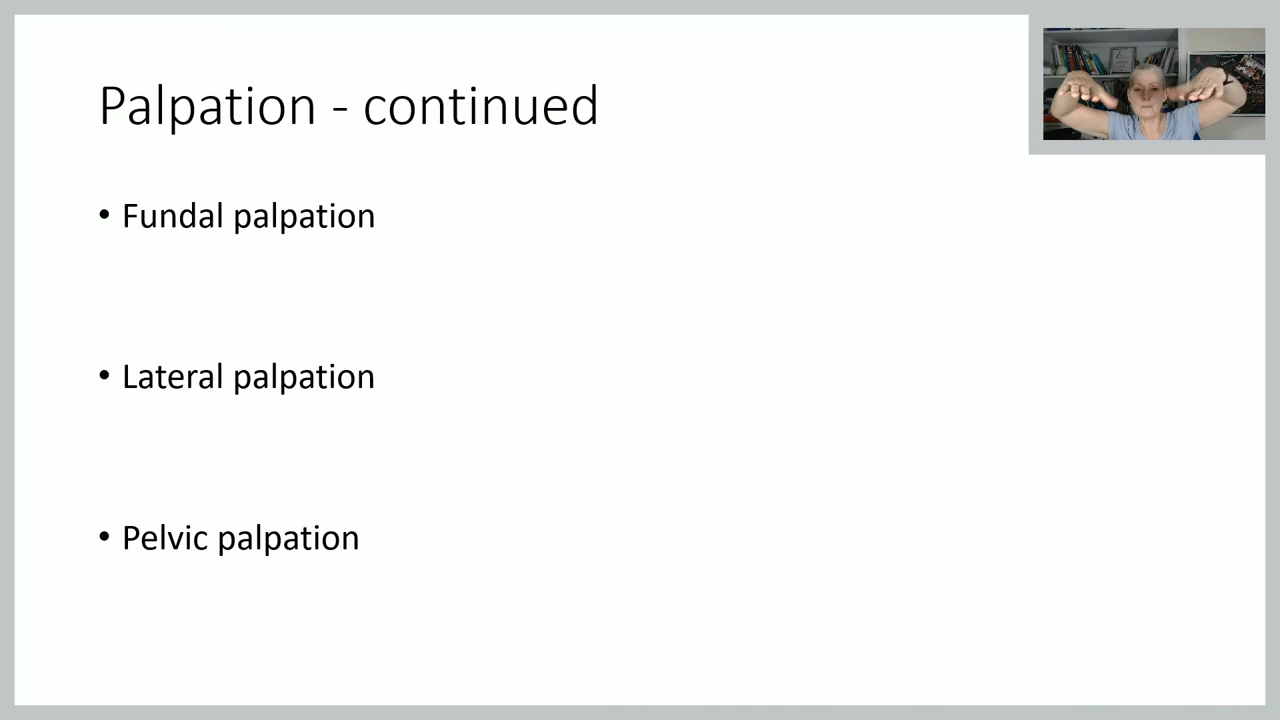 Palpation - continued
• Fundal palpation
• Lateral palpation
• Pelvic palpation